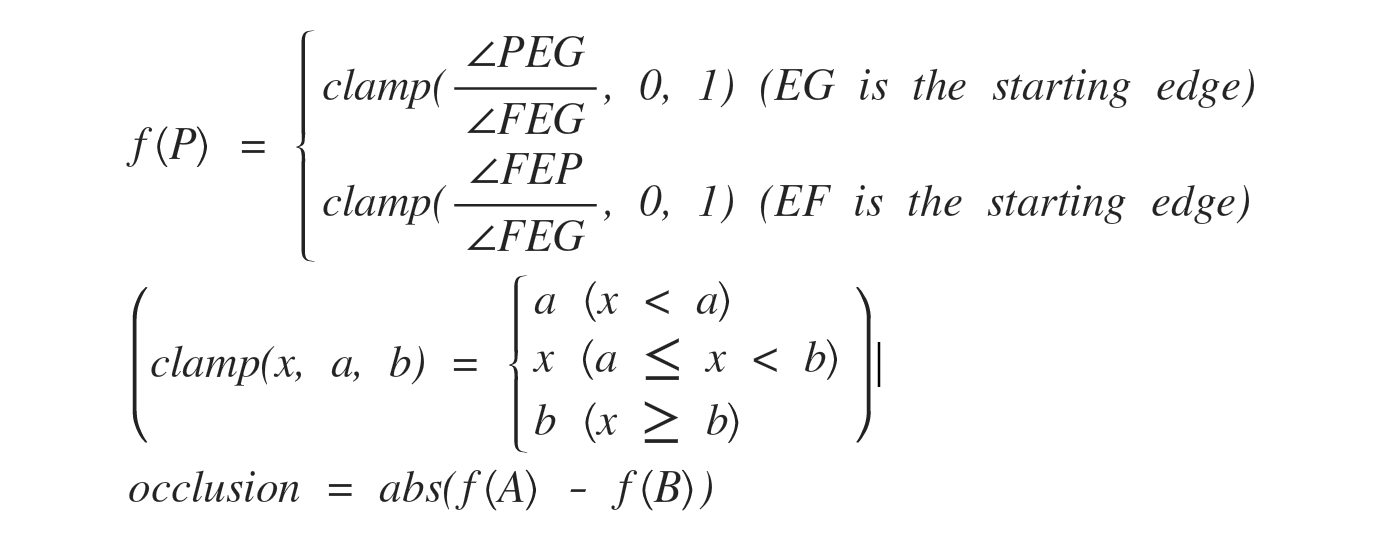 f(P) = { clamp(∠PEG/∠FEG, 0, 1) (EG is the starting edge)
clamp(∠FEP/∠FEG, 0, 1) (EF is the starting edge)
(clamp(x, a, b) = { a (x < a)
x (a ≤ x < b)
b (x ≥ b) )
occlusion = abs(f(A) - f(B))